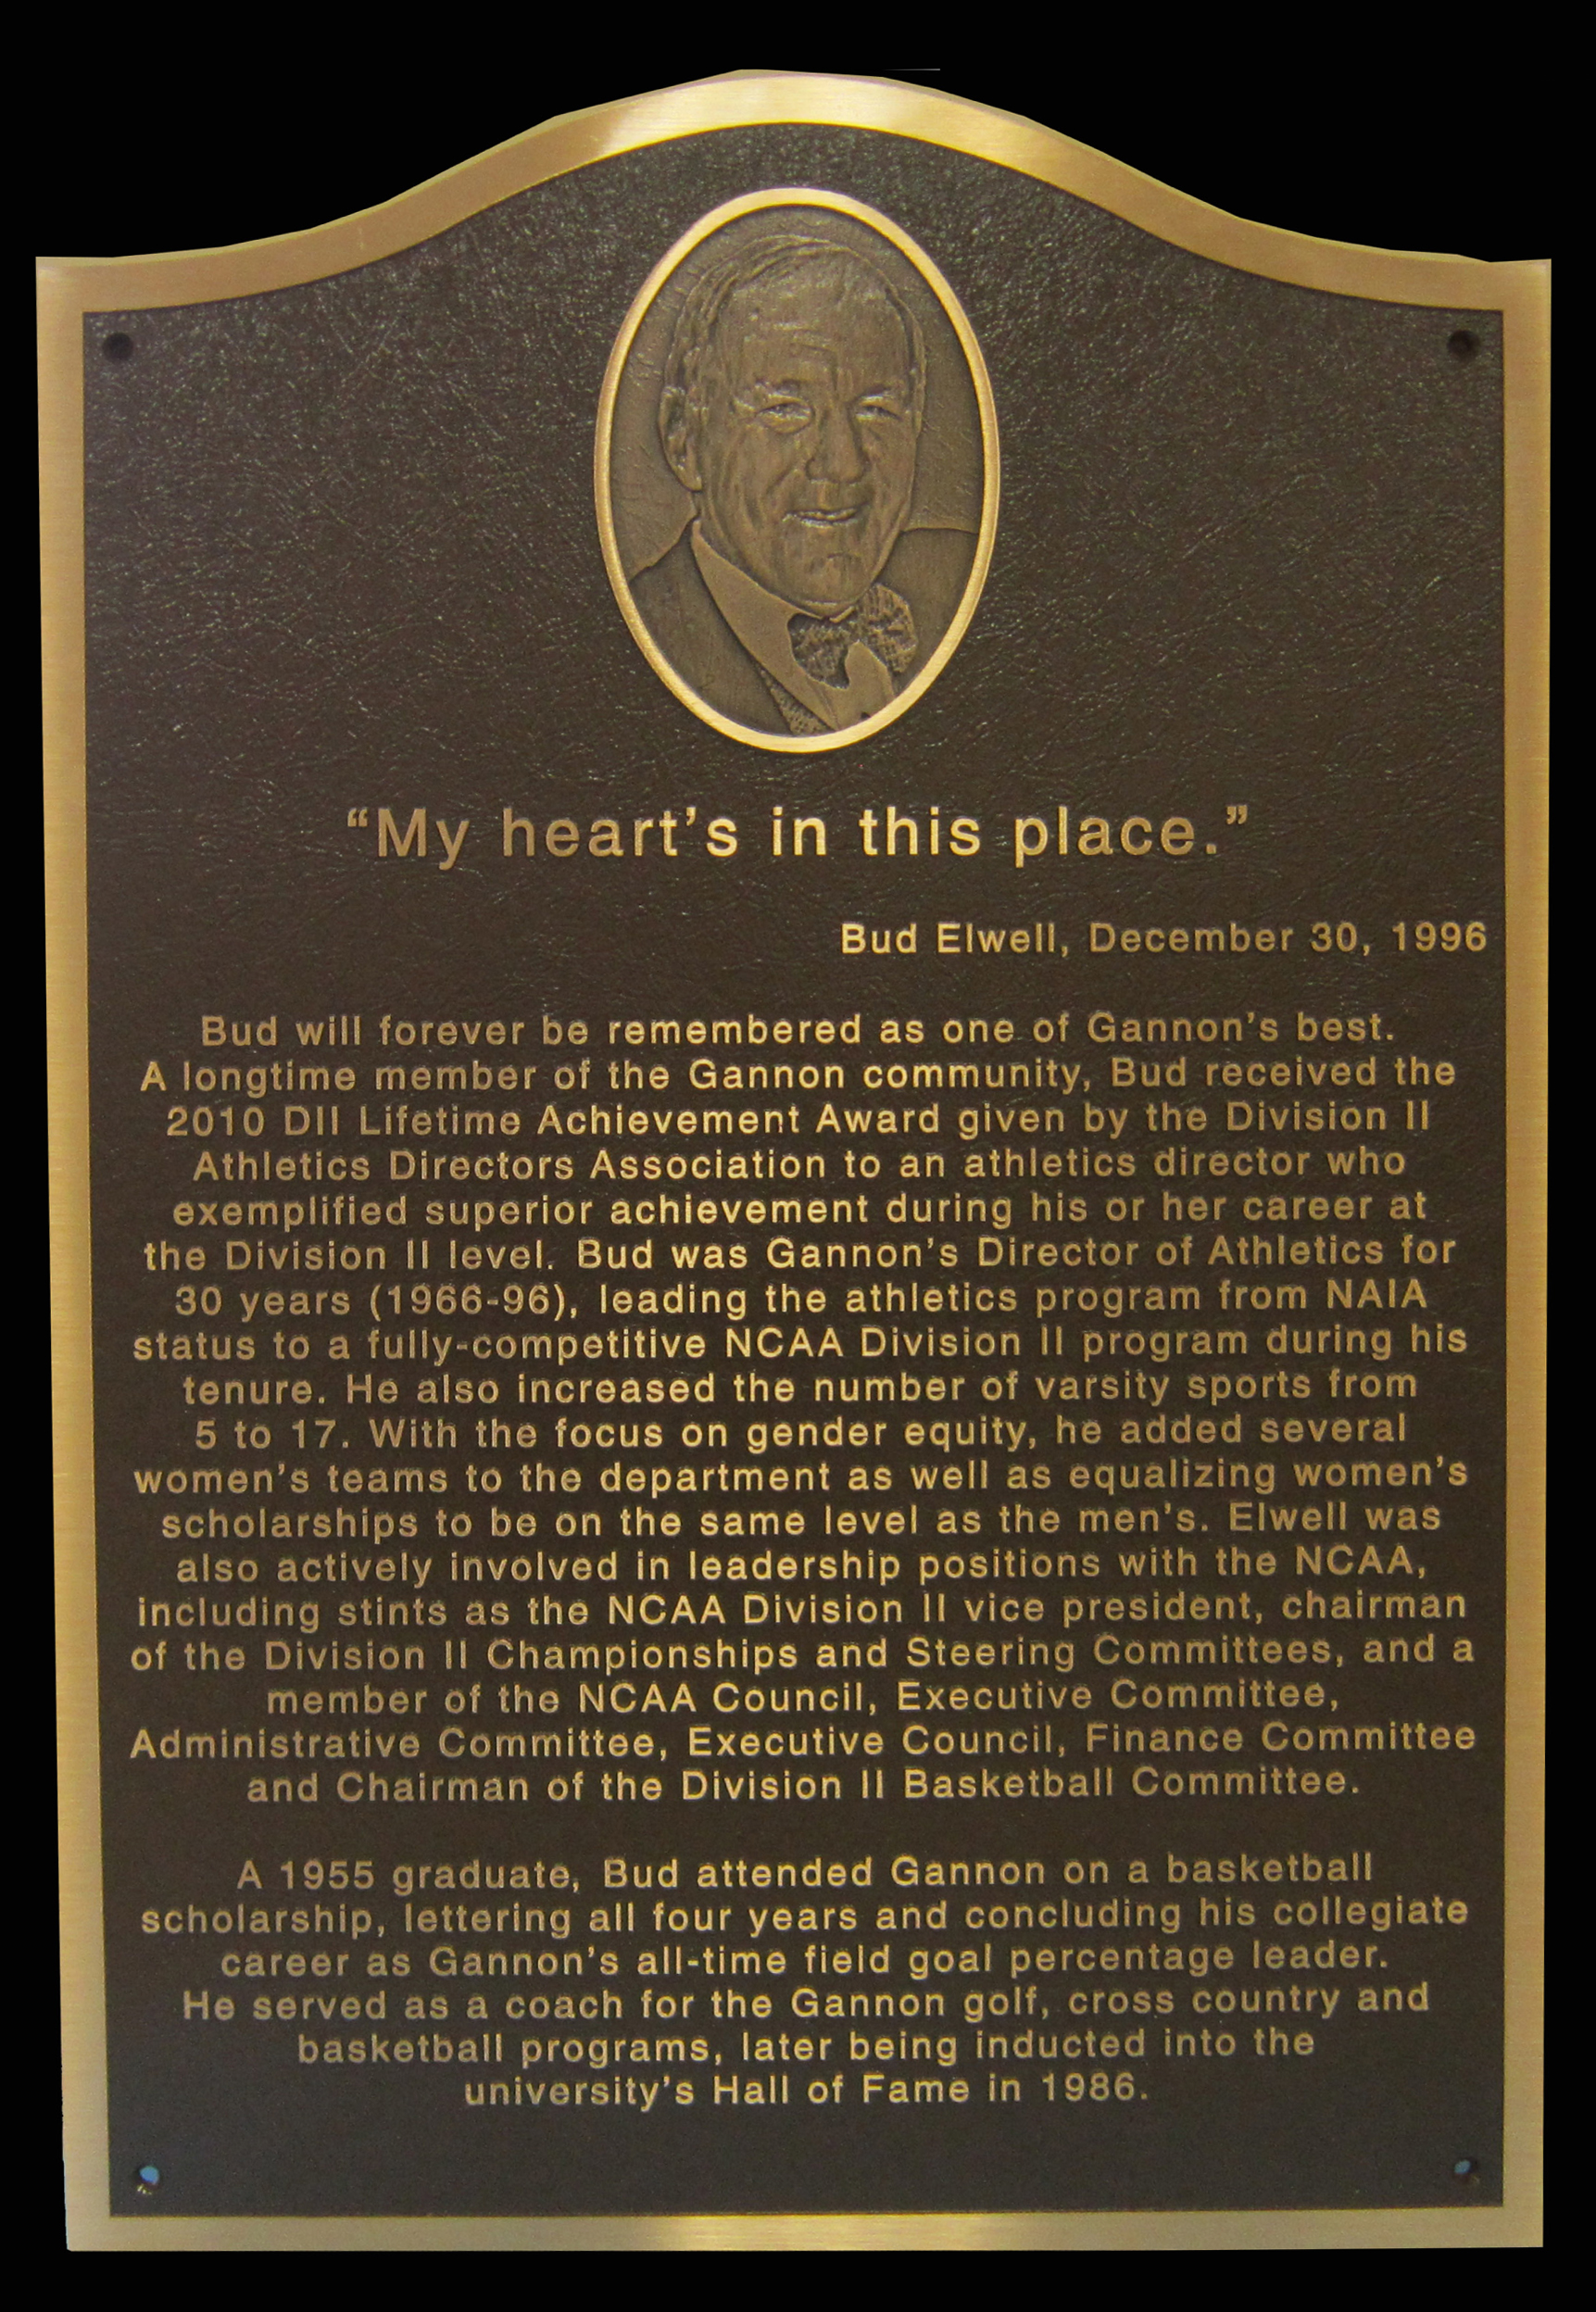 “My heart’s in this place.”
Bud Elwell, December 30, 1996
Bud will forever be remembered as one of Gannon’s best.
A longtime member of the Gannon community, Bud received the
2010 DII Lifetime Achievement Award given by the Division II
Athletics Directors Association to an athletics director who
exemplified superior achievement during his or her career at
the Division II level. Bud was Gannon’s Director of Athletics for
30 years (1966-96), leading the athletics program from NAIA
status to a fully-competitive NCAA Division II program during his
tenure. He also increased the number of varsity sports from
5 to 17. With the focus on gender equity, he added several
women’s teams to the department as well as equalizing women’s
scholarships to be on the same level as the men’s. Elwell was
also actively involved in leadership positions with the NCAA,
including stints as the NCAA Division II vice president, chairman
of the Division II Championships and Steering Committees, and a
member of the NCAA Council, Executive Committee,
Administrative Committee, Executive Council, Finance Committee
and Chairman of the Division II Basketball Committee.
A 1955 graduate, Bud attended Gannon on a basketball
scholarship, lettering all four years and concluding his collegiate
career as Gannon’s all-time field goal percentage leader.
He served as a coach for the Gannon golf, cross country and
basketball programs, later being inducted into the
university’s Hall of Fame in 1986.